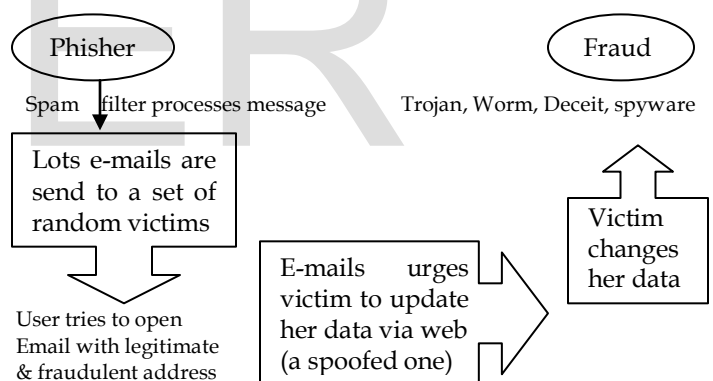 Phisher
Fraud
Spam filter processes message
Trojan, Worm, Deceit, spyware
Lots e-mails are
send to a set of
random victims
Victim
changes
her data
E-mails urges
victim to update
her data via web
(a spoofed one)
User tries to open
Email with legitimate
& fraudulent address
ER